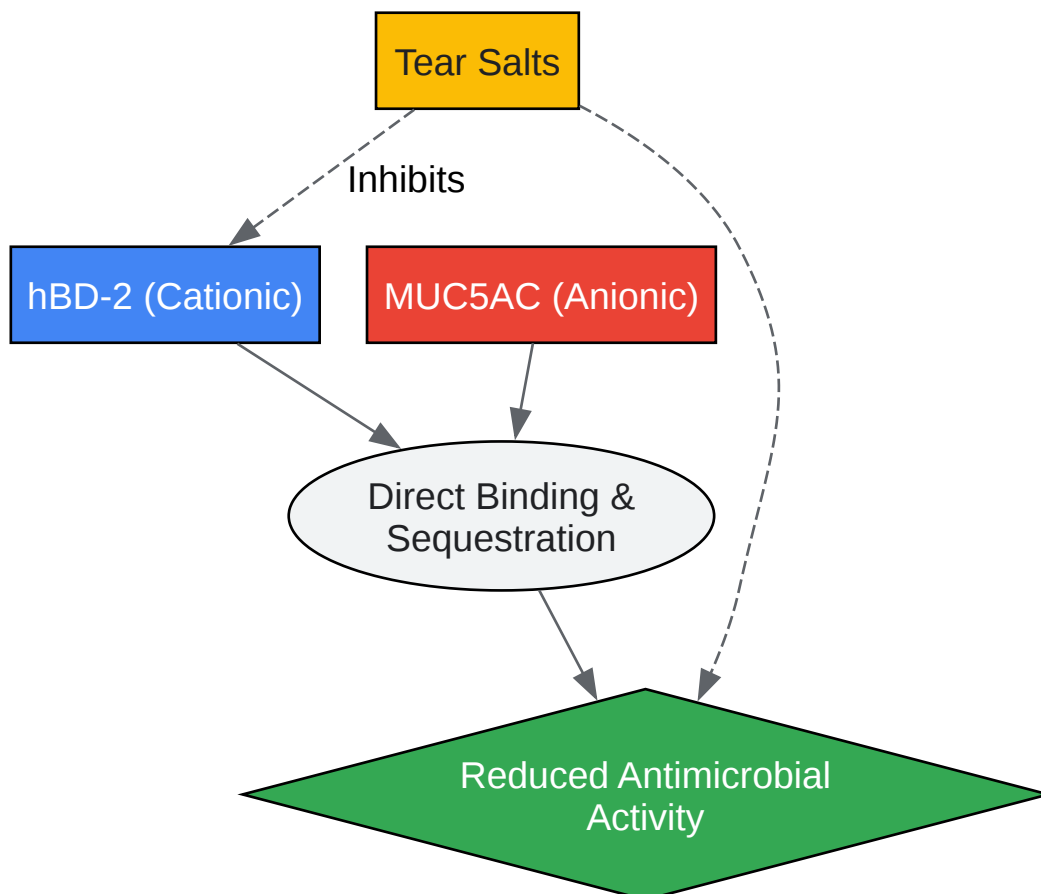 Tear Salts
Inhibits
hBD-2 (Cationic)
MUC5AC (Anionic)
Direct Binding &
Sequestration
Reduced Antimicrobial
Activity